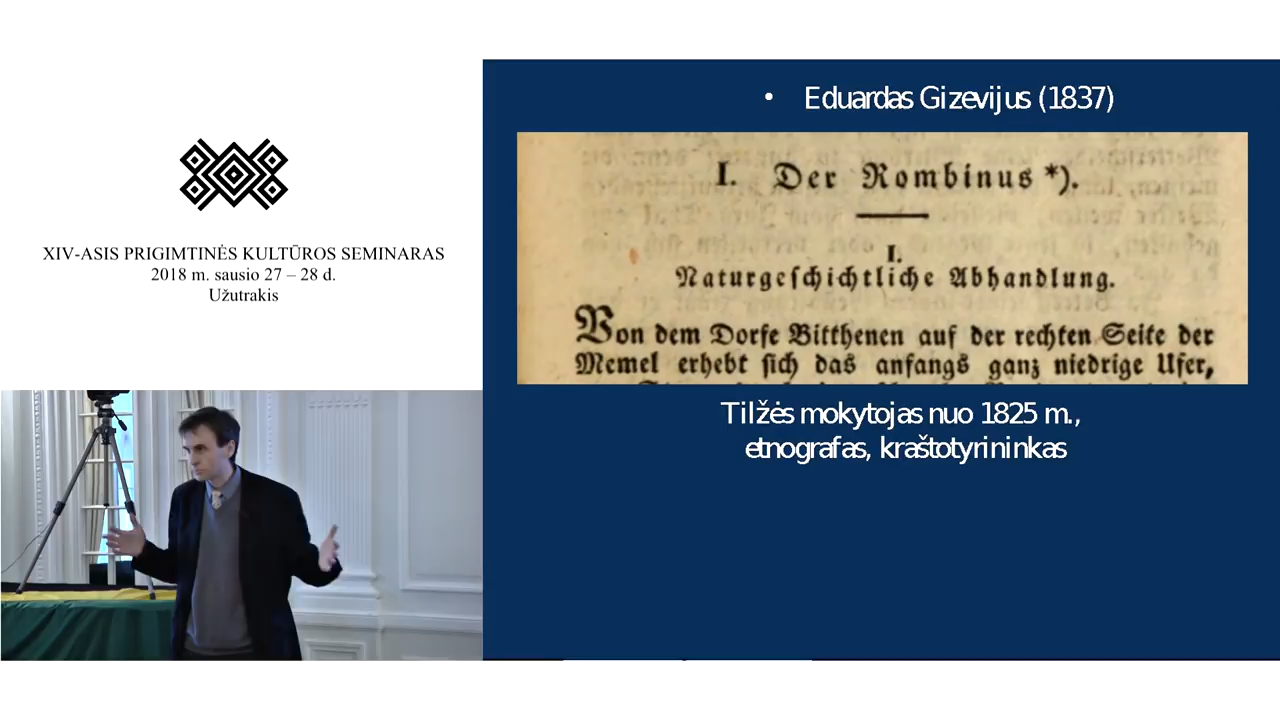 XIV-ASIS PRIGIMTINĖS KULTŪROS SEMINARAS
2018 m. sausio 27 – 28 d.
Užutrakis
• Eduardas Gizevijus (1837)
I. Der Rombinus *).
I.
Naturgeschichtliche Abhandlung.
Von dem Dorfe Bitthenen auf der rechten Seite der
Memel erhebt sich das anfangs ganz niedrige Ufer,
Tilžės mokytojas nuo 1825 m.,
etnografas, kraštotyrininkas